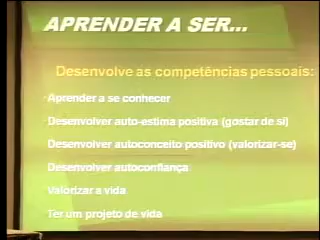 APRENDER A SER...
Desenvolve as competências pessoais:
Aprender a se conhecer
Desenvolver auto-estima positiva (gostar de si)
Desenvolver autoconceito positivo (valorizar-se)
Desenvolver autoconfiança
Valorizar a vida
Ter um projeto de vida